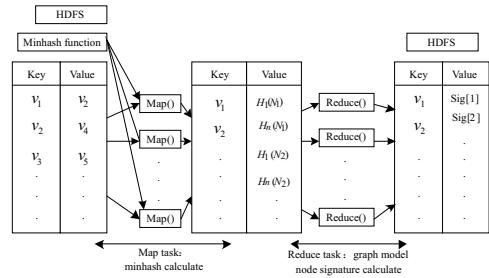 HDFS
Minhash function
HDFS
Key Value
v1 v2
v2 v4
v3 v5
. .
. .
. .
Map()
Map()
.
.
Map()
Key Value
v1 H1(N1)
v2 Hn(N1)
. H1(N2)
. Hn(N2)
. .
Reduce()
Reduce()
.
.
.
Reduce()
Key Value
v1 Sig[1]
v2 Sig[2]
. .
. .
. .
Map task: minhash calculate
Reduce task: graph model
node signature calculate